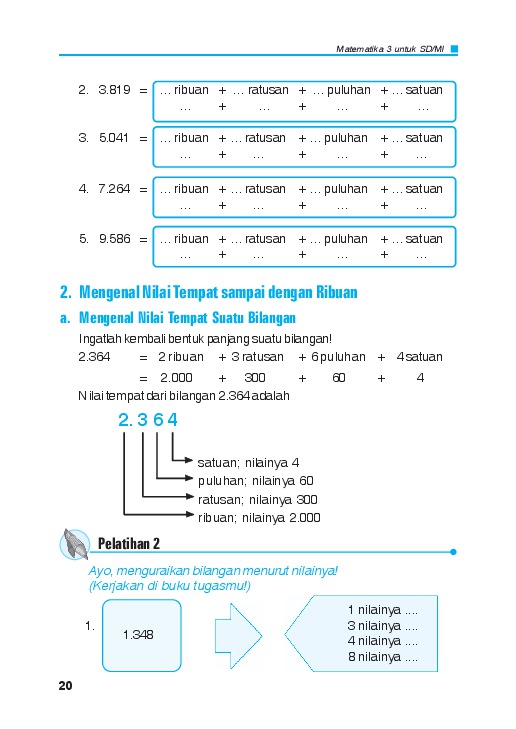 Matematika 3 untuk SD/MI
2. 3.819 = ... ribuan + ... ratusan + ... puluhan + ... satuan
... + ... + ... + ...
3. 5.041 = ... ribuan + ... ratusan + ... puluhan + ... satuan
... + ... + ... + ...
4. 7.264 = ... ribuan + ... ratusan + ... puluhan + ... satuan
... + ... + ... + ...
5. 9.586 = ... ribuan + ... ratusan + ... puluhan + ... satuan
... + ... + ... + ...
2. Mengenal Nilai Tempat sampai dengan Ribuan
a. Mengenal Nilai Tempat Suatu Bilangan
Ingatlah kembali bentuk panjang suatu bilangan!
2.364 = 2 ribuan + 3 ratusan + 6 puluhan + 4 satuan
= 2.000 + 300 + 60 + 4
Nilai tempat dari bilangan 2.364 adalah
2. 3 6 4
satuan; nilainya 4
puluhan; nilainya 60
ratusan; nilainya 300
ribuan; nilainya 2.000
Pelatihan 2
Ayo, menguraikan bilangan menurut nilainya!
(Kerjakan di buku tugasmu!)
1. 1.348
1 nilainya ....
3 nilainya ....
4 nilainya ....
8 nilainya ....
20